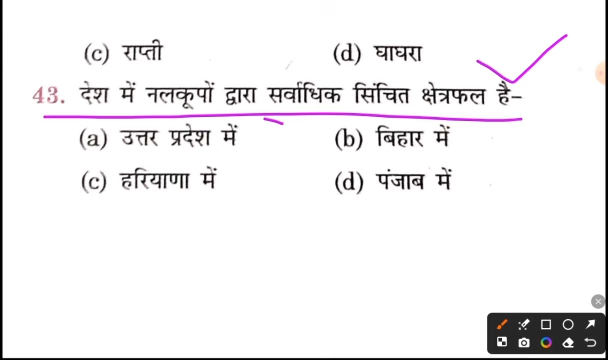 (c) राप्ती (d) घाघरा
43. देश में नलकूपों द्वारा सर्वाधिक सिंचित क्षेत्रफल है–
(a) उत्तर प्रदेश में (b) बिहार में
(c) हरियाणा में (d) पंजाब में